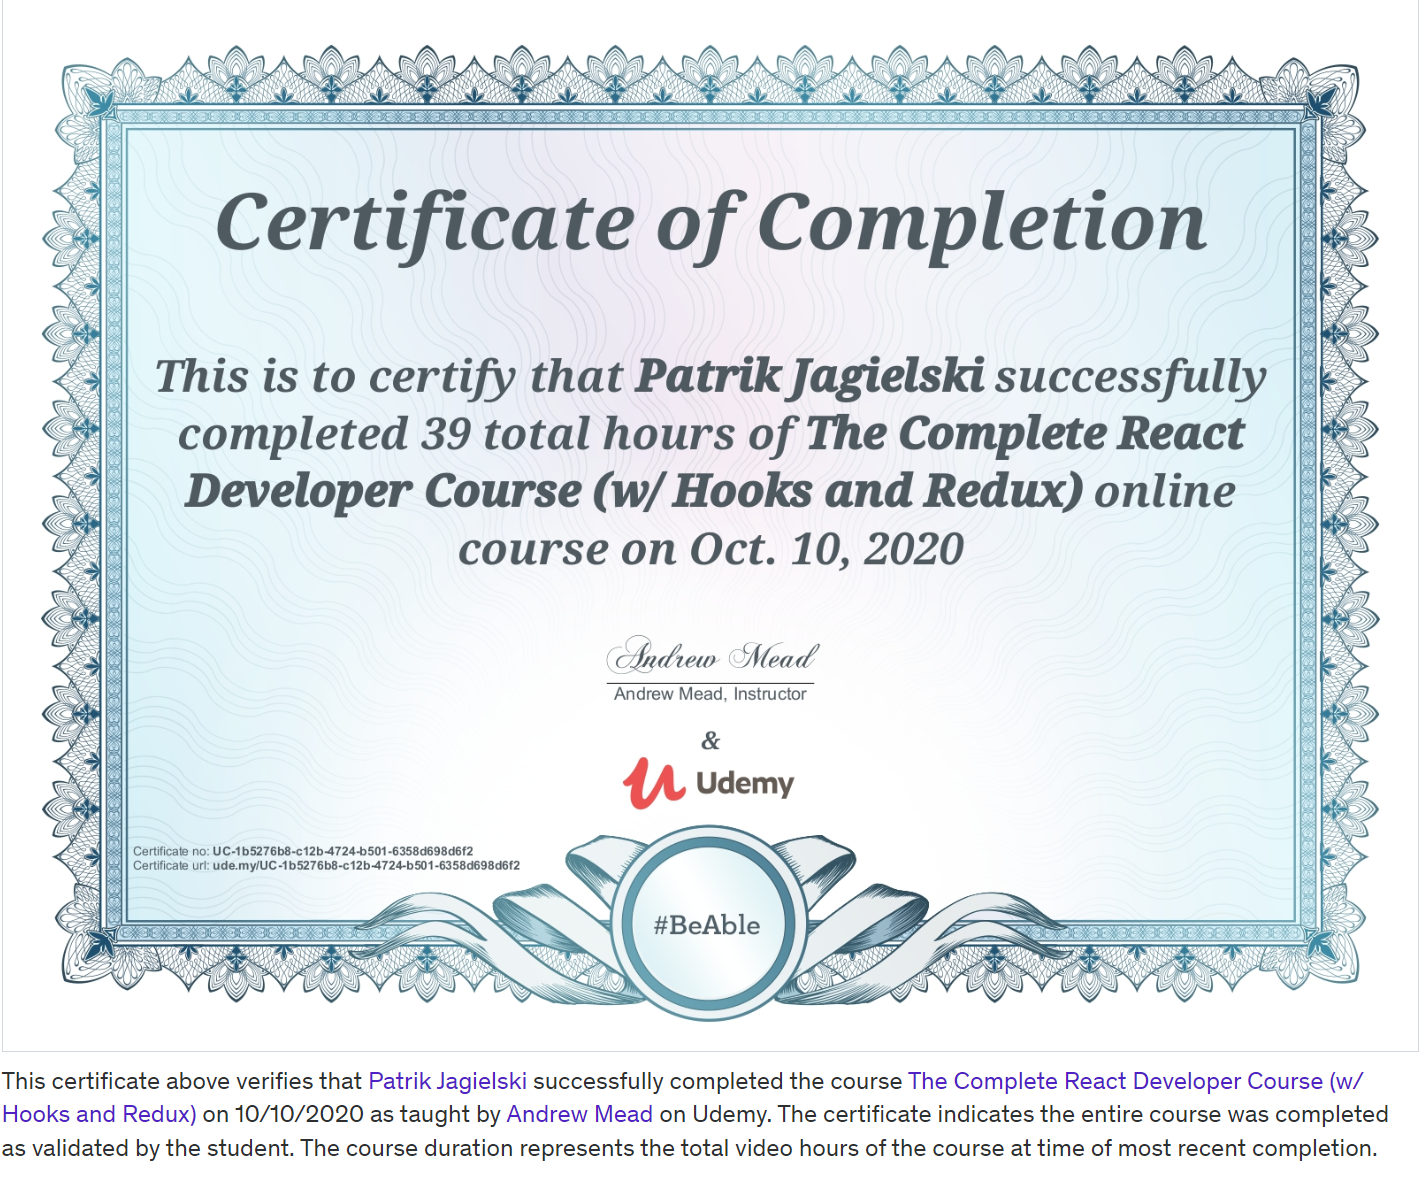 Certificate of Completion
This is to certify that Patrik Jagielski successfully
completed 39 total hours of The Complete React
Developer Course (w/ Hooks and Redux) online
course on Oct. 10, 2020
Andrew Mead
Andrew Mead, Instructor
&
Udemy
Certificate no: UC-1b5276b8-c12b-4724-b501-6358d698d6f2
Certificate url: ude.my/UC-1b5276b8-c12b-4724-b501-6358d698d6f2
#BeAble
This certificate above verifies that Patrik Jagielski successfully completed the course The Complete React Developer Course (w/
Hooks and Redux) on 10/10/2020 as taught by Andrew Mead on Udemy. The certificate indicates the entire course was completed
as validated by the student. The course duration represents the total video hours of the course at time of most recent completion.